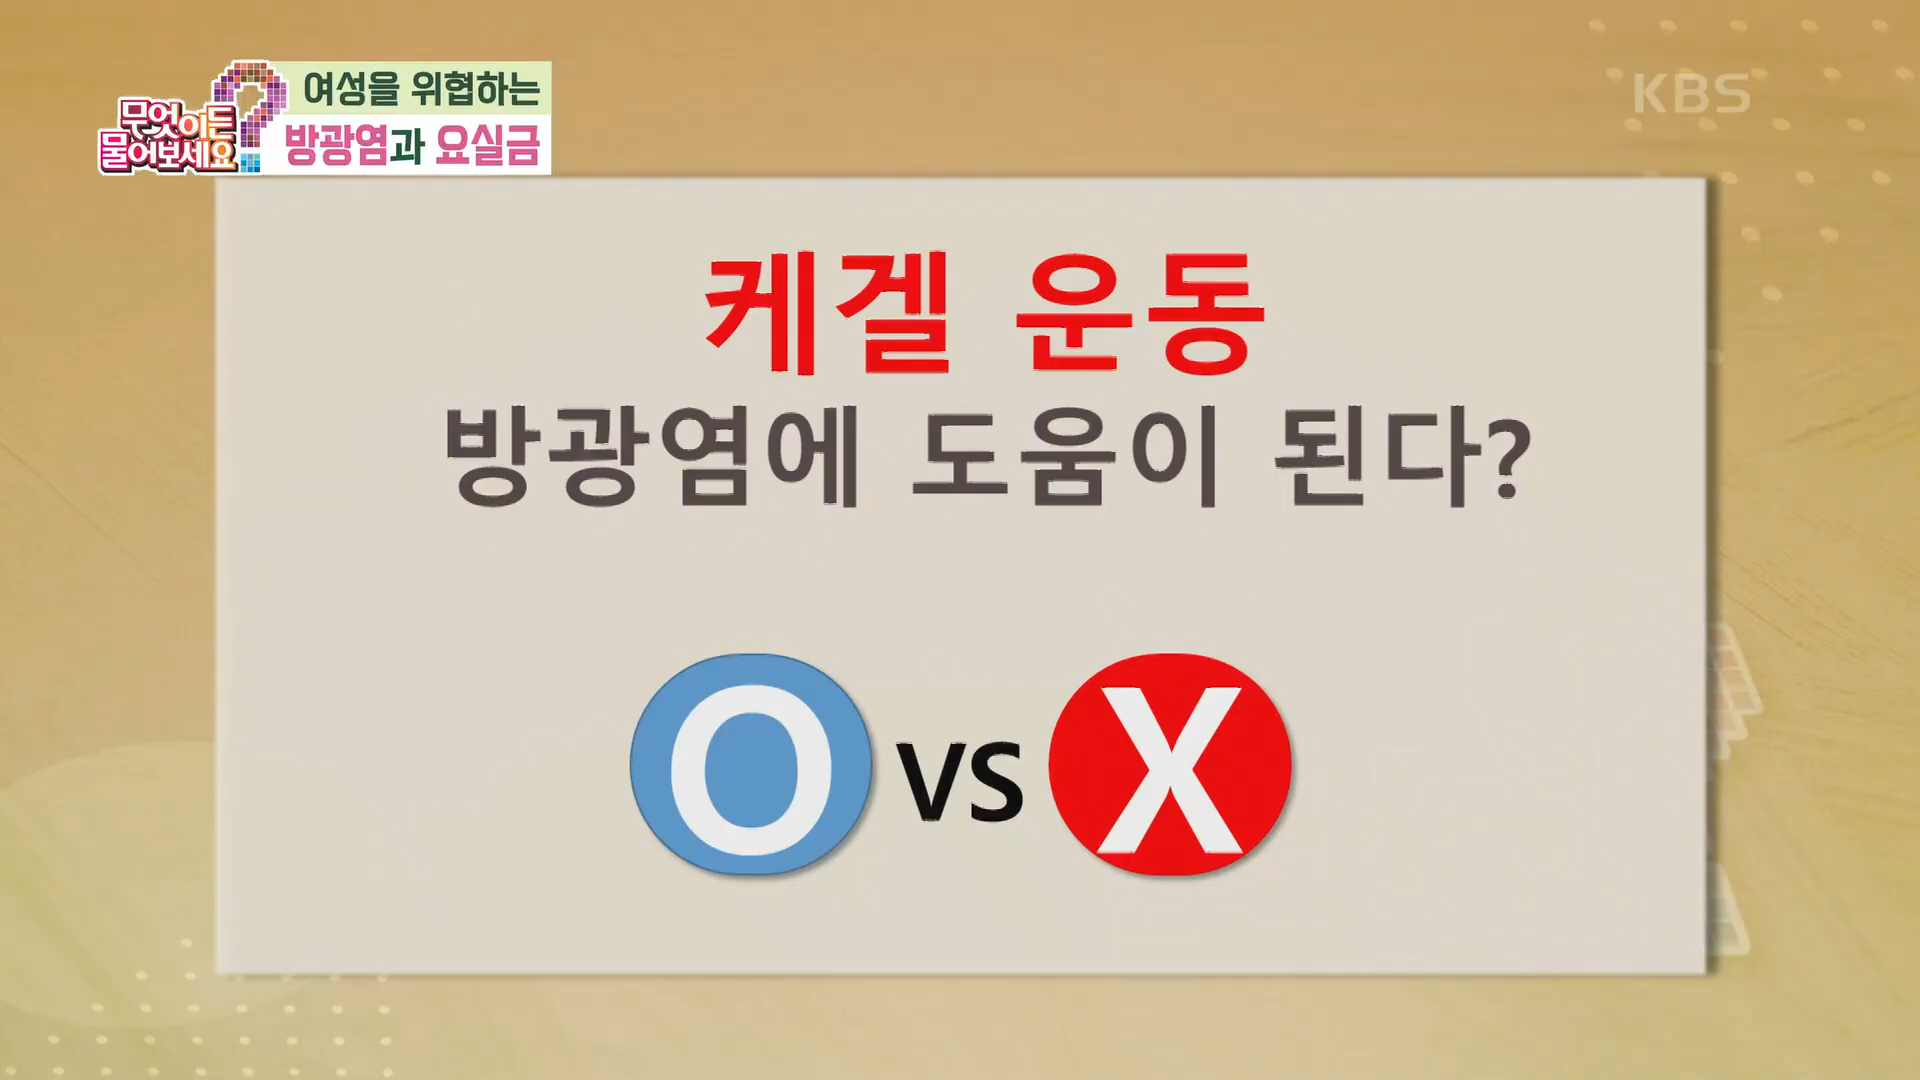 무엇이든
물어보세요
?
여성을 위협하는
방광염과 요실금
KBS
케겔 운동
방광염에 도움이 된다?
O vs X